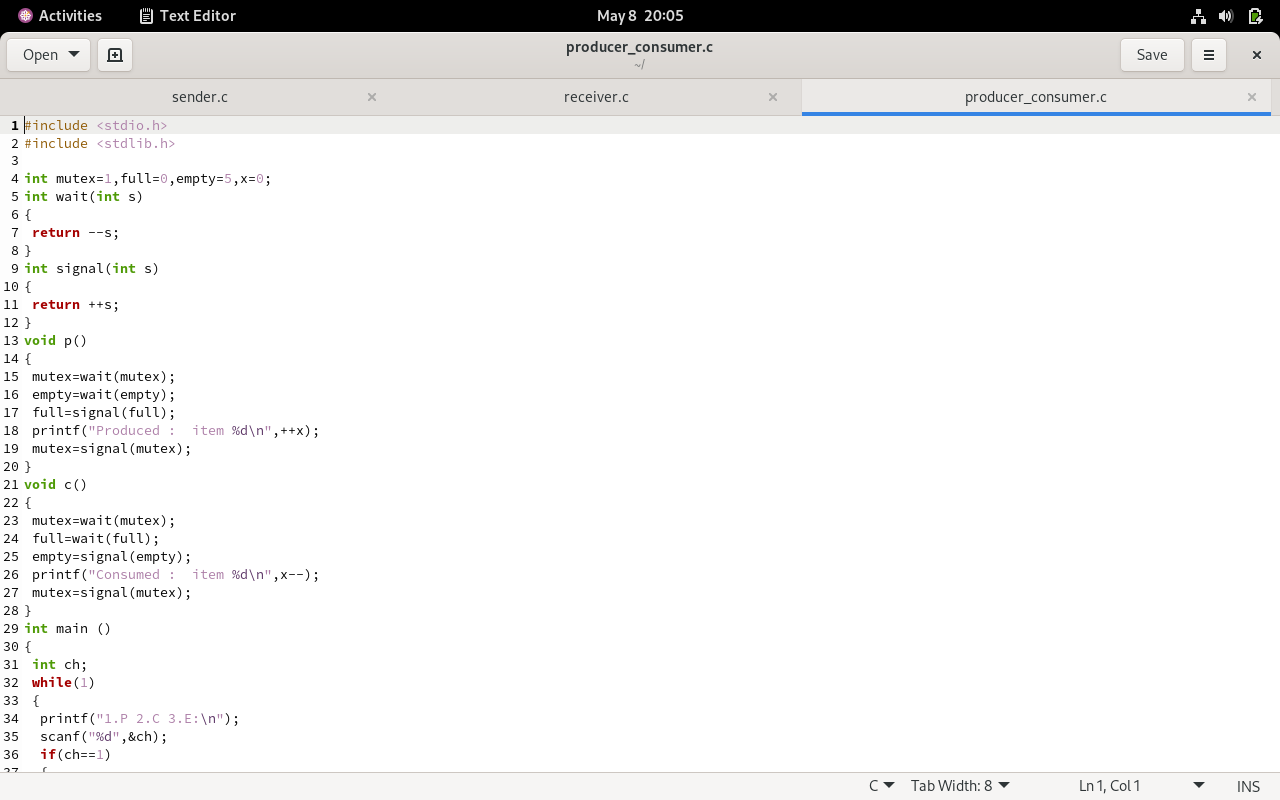 Activities Text Editor May 8 20:05
Open producer_consumer.c Save
~/
sender.c receiver.c producer_consumer.c
1 #include <stdio.h>
2 #include <stdlib.h>
3
4 int mutex=1,full=0,empty=5,x=0;
5 int wait(int s)
6 {
7  return --s;
8 }
9 int signal(int s)
10 {
11  return ++s;
12 }
13 void p()
14 {
15  mutex=wait(mutex);
16  empty=wait(empty);
17  full=signal(full);
18  printf("Produced :  item %d\n",++x);
19  mutex=signal(mutex);
20 }
21 void c()
22 {
23  mutex=wait(mutex);
24  full=wait(full);
25  empty=signal(empty);
26  printf("Consumed :  item %d\n",x--);
27  mutex=signal(mutex);
28 }
29 int main ()
30 {
31  int ch;
32  while(1)
33  {
34   printf("1.P 2.C 3.E:\n");
35   scanf("%d",&ch);
36   if(ch==1)
37   {
C Tab Width: 8 Ln 1, Col 1 INS